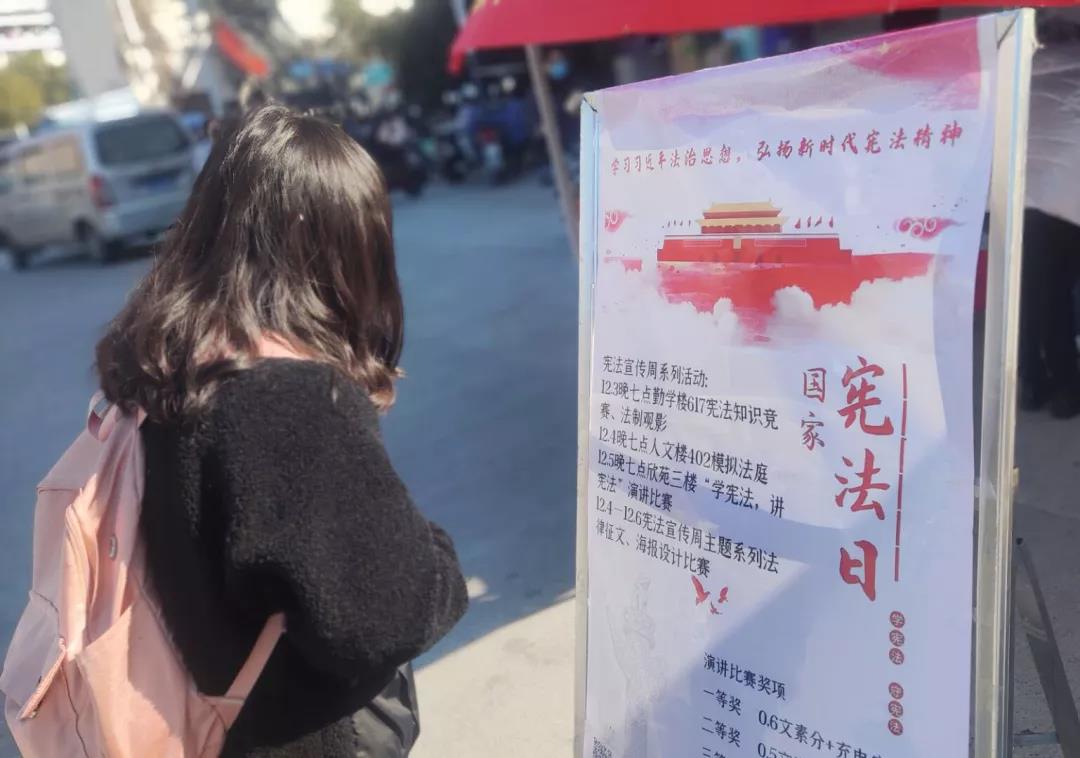 学习习近平法治思想，弘扬新时代宪法精神
国家
宪法日
宪法宣传周系列活动:
12.3晚七点勤学楼617宪法知识竞
赛、法制观影
12.4晚七点人文楼402模拟法庭
12.5晚七点欣苑三楼“学宪法，讲
宪法”演讲比赛
12.4—12.6宪法宣传周主题系列法
律征文、海报设计比赛
学宪法
守宪法
演讲比赛奖项
一等奖 0.6文素分+充电
二等奖 0.5文